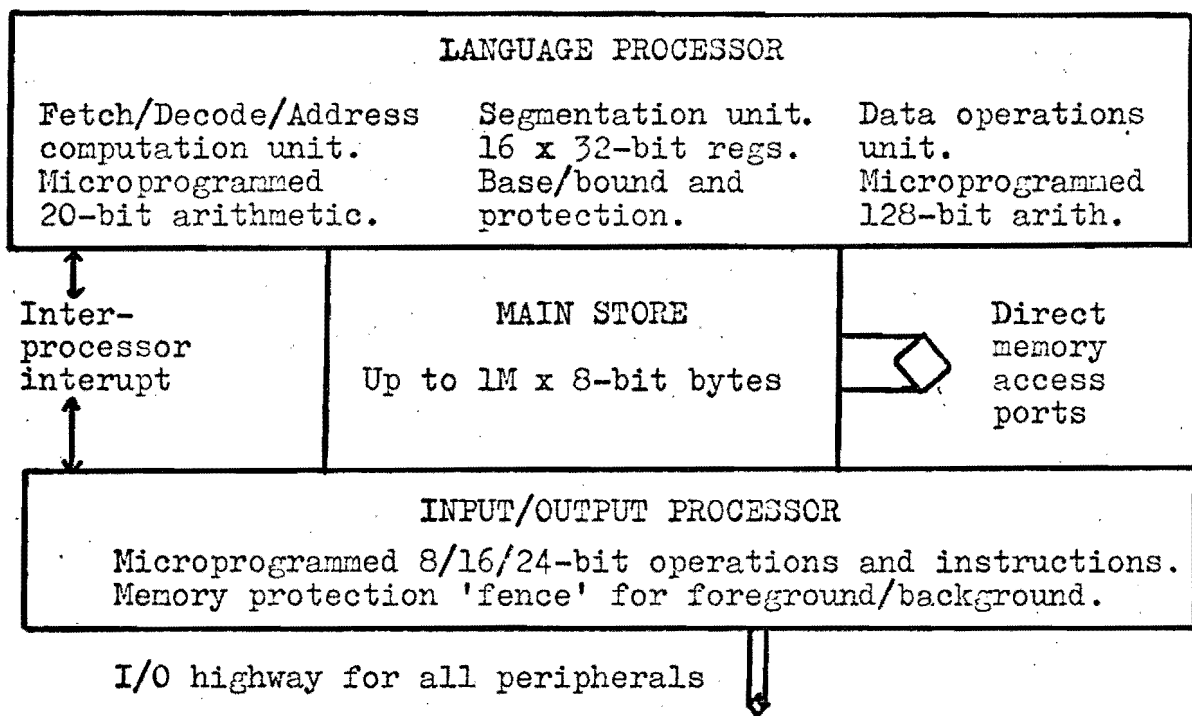 LANGUAGE PROCESSOR
Fetch/Decode/Address
computation unit.
Microprogrammed
20-bit arithmetic.
Segmentation unit.
16 x 32-bit regs.
Base/bound and
protection.
Data operations
unit.
Microprogrammed
128-bit arith.
Inter-
processor
interupt
MAIN STORE
Up to 1M x 8-bit bytes
Direct
memory
access
ports
INPUT/OUTPUT PROCESSOR
Microprogrammed 8/16/24-bit operations and instructions.
Memory protection 'fence' for foreground/background.
I/O highway for all peripherals